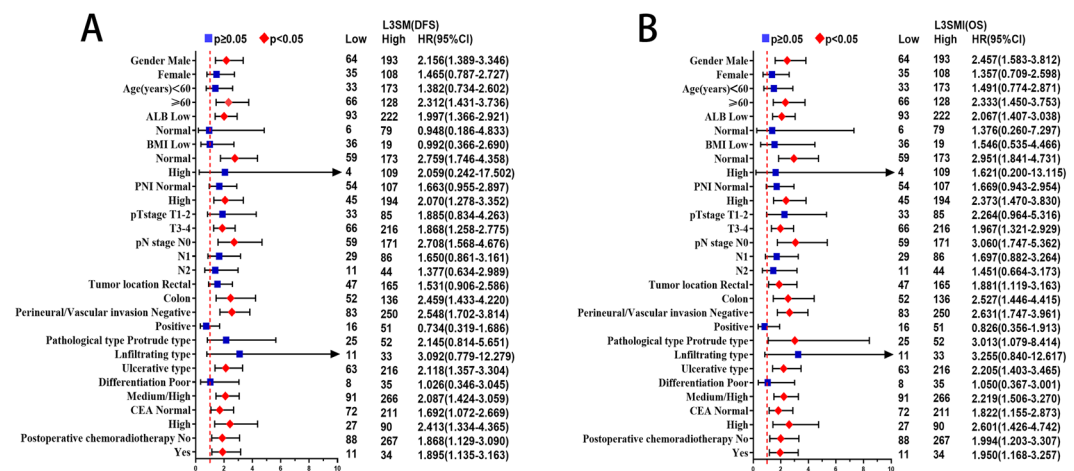 A
L3SM(DFS)
p≥0.05 p<0.05 Low High HR(95%CI)
Gender Male 64 193 2.156(1.389-3.346)
Female 35 108 1.465(0.787-2.727)
Age(years)<60 33 173 1.382(0.734-2.602)
≥60 66 128 2.312(1.431-3.736)
ALB Low 93 222 1.997(1.366-2.921)
Normal 6 79 0.948(0.186-4.833)
BMI Low 36 19 0.992(0.366-2.690)
Normal 59 173 2.759(1.746-4.358)
High 4 109 2.059(0.242-17.502)
PNI Normal 54 107 1.663(0.955-2.897)
High 45 194 2.070(1.278-3.352)
pTstage T1-2 33 85 1.885(0.834-4.263)
T3-4 66 216 1.868(1.258-2.775)
pN stage N0 59 171 2.708(1.568-4.676)
N1 29 86 1.650(0.861-3.161)
N2 11 44 1.377(0.634-2.989)
Tumor location Rectal 47 165 1.531(0.906-2.586)
Colon 52 136 2.459(1.433-4.220)
Perineural/Vascular invasion Negative 83 250 2.548(1.702-3.814)
Positive 16 51 0.734(0.319-1.686)
Pathological type Protrude type 25 52 2.145(0.814-5.651)
Lnfiltrating type 11 33 3.092(0.779-12.279)
Ulcerative type 63 216 2.118(1.357-3.304)
Differentiation Poor 8 35 1.026(0.346-3.045)
Medium/High 91 266 2.087(1.424-3.059)
CEA Normal 72 211 1.692(1.072-2.669)
High 27 90 2.413(1.334-4.365)
Postoperative chemoradiotherapy No 88 267 1.868(1.129-3.090)
Yes 11 34 1.895(1.135-3.163)
0 2 4 6 8 10
B
L3SMI(OS)
p≥0.05 p<0.05 Low High HR(95%CI)
Gender Male 64 193 2.457(1.583-3.812)
Female 35 108 1.357(0.709-2.598)
Age(years)<60 33 173 1.491(0.774-2.871)
≥60 66 128 2.333(1.450-3.753)
ALB Low 93 222 2.067(1.407-3.038)
Normal 6 79 1.376(0.260-7.297)
BMI Low 36 19 1.546(0.535-4.466)
Normal 59 173 2.951(1.841-4.731)
High 4 109 1.621(0.200-13.115)
PNI Normal 54 107 1.669(0.943-2.954)
High 45 194 2.373(1.470-3.830)
pTstage T1-2 33 85 2.264(0.964-5.316)
T3-4 66 216 1.967(1.321-2.929)
pN stage N0 59 171 3.060(1.747-5.362)
N1 29 86 1.697(0.882-3.264)
N2 11 44 1.451(0.664-3.173)
Tumor location Rectal 47 165 1.881(1.119-3.163)
Colon 52 136 2.527(1.446-4.415)
Perineural/Vascular invasion Negative 83 250 2.631(1.747-3.961)
Positive 16 51 0.826(0.356-1.913)
Pathological type Protrude type 25 52 3.013(1.079-8.414)
Lnfiltrating type 11 33 3.255(0.840-12.617)
Ulcerative type 63 216 2.205(1.403-3.465)
Differentiation Poor 8 35 1.050(0.367-3.001)
Medium/High 91 266 2.219(1.506-3.270)
CEA Normal 72 211 1.822(1.155-2.873)
High 27 90 2.601(1.426-4.742)
Postoperative chemoradiotherapy No 88 267 1.994(1.203-3.307)
Yes 11 34 1.950(1.168-3.257)
0 2 4 6 8 10